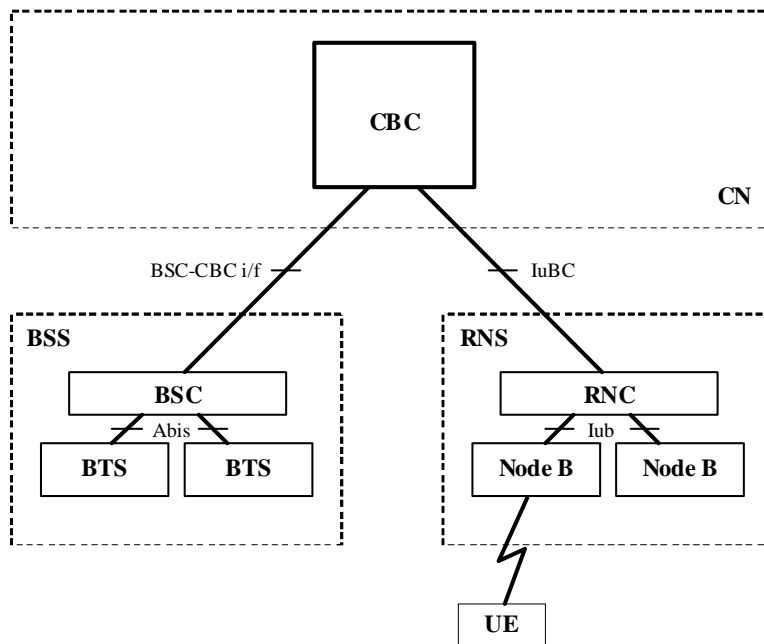 CBC
CN
BSC-CBC i/f
IuBC
BSS
RNS
BSC
RNC
Abis
Iub
BTS
BTS
Node B
Node B
UE